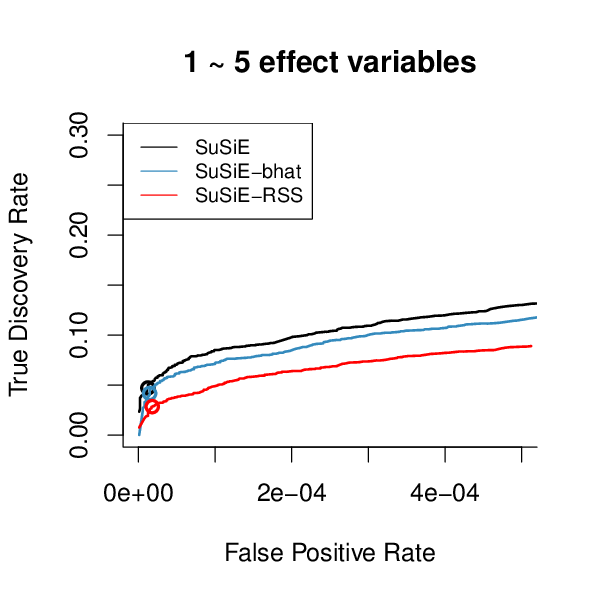 1 ~ 5 effect variables
True Discovery Rate
0.30
0.20
0.10
0.00
SuSiE
SuSiE−bhat
SuSiE−RSS
0e+00 2e−04 4e−04
False Positive Rate